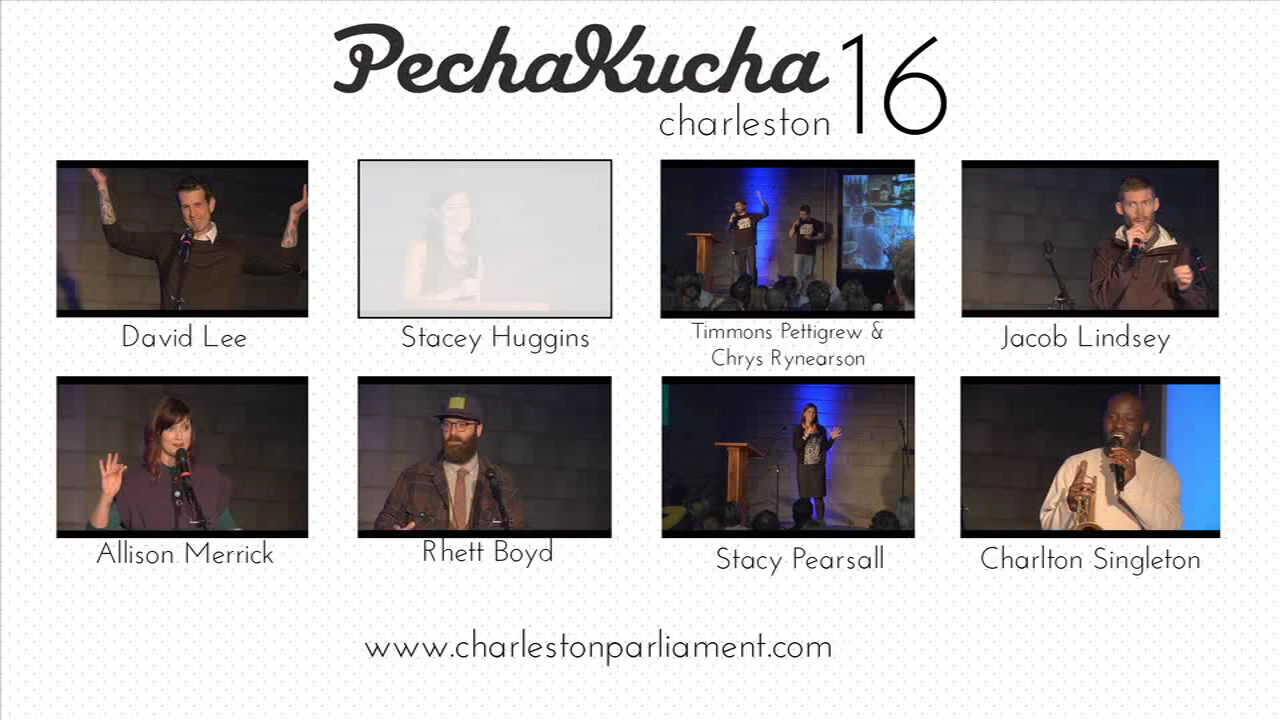 PechaKucha 16
charleston
David Lee
Stacey Huggins
Timmons Pettigrew &
Chrys Rynearson
Jacob Lindsey
Allison Merrick
Rhett Boyd
Stacy Pearsall
Charlton Singleton
www.charlestonparliament.com